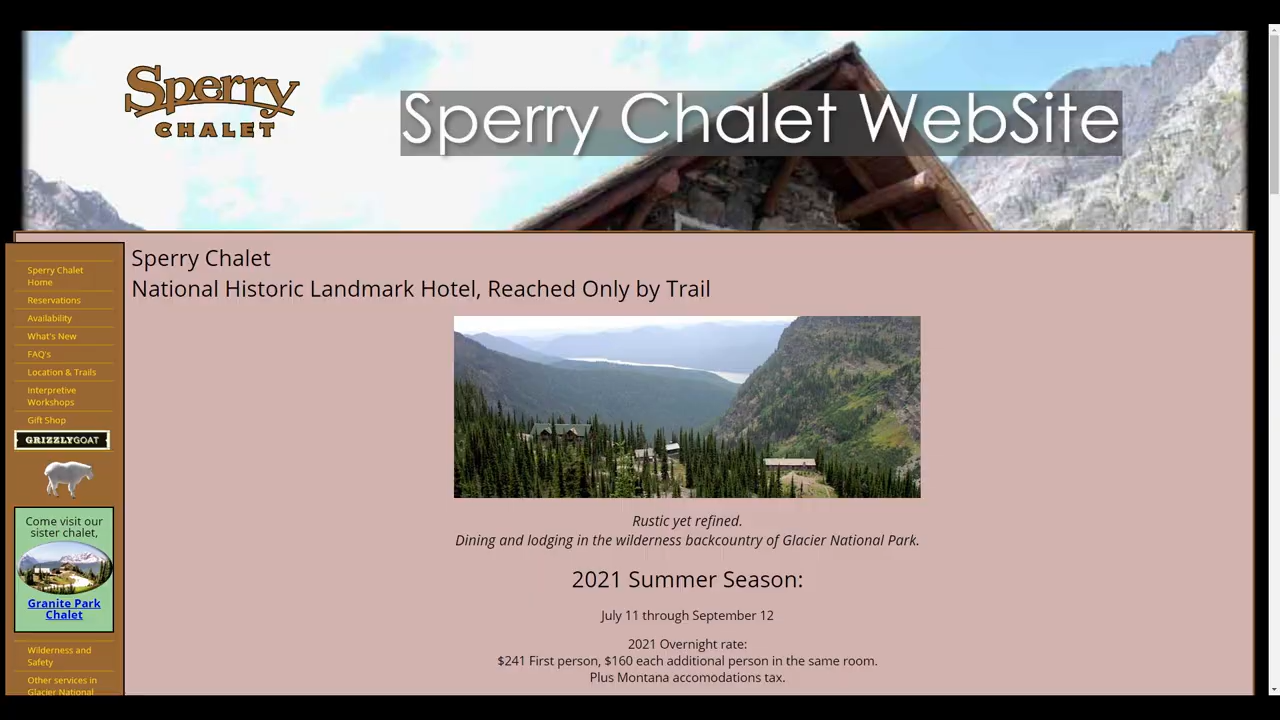 Sperry
CHALET
Sperry Chalet WebSite
Sperry Chalet
National Historic Landmark Hotel, Reached Only by Trail
Sperry Chalet
Home
Reservations
Availability
What's New
FAQ's
Location & Trails
Interpretive
Workshops
Gift Shop
GRIZZLYGOAT
Come visit our
sister chalet,
Granite Park
Chalet
Wilderness and
Safety
Other services in
Glacier National
Rustic yet refined.
Dining and lodging in the wilderness backcountry of Glacier National Park.
2021 Summer Season:
July 11 through September 12
2021 Overnight rate:
$241 First person, $160 each additional person in the same room.
Plus Montana accomodations tax.